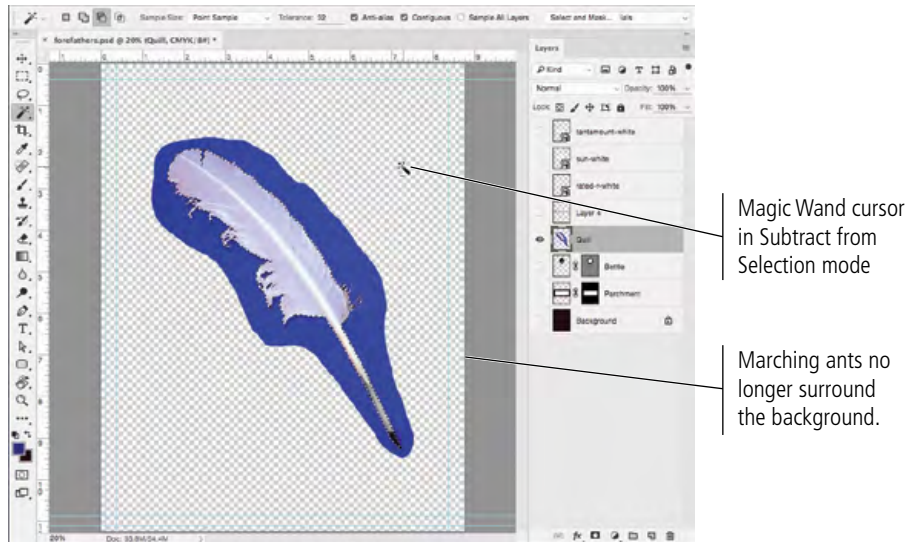 Sample Size: Point Sample Tolerance: 32 Anti-alias Contiguous Sample All Layers Select and Mask...
× forefathers.psd @ 20% (Quill, CMYK/8#) *
Layers
Kind
Normal Opacity: 100%
Lock: Fill: 100%
tantamount-white
sun-white
rated-r-white
Layer 4
Quill
Bottle
Parchment
Background
20% Doc:
Magic Wand cursor
in Subtract from
Selection mode
Marching ants no
longer surround
the background.